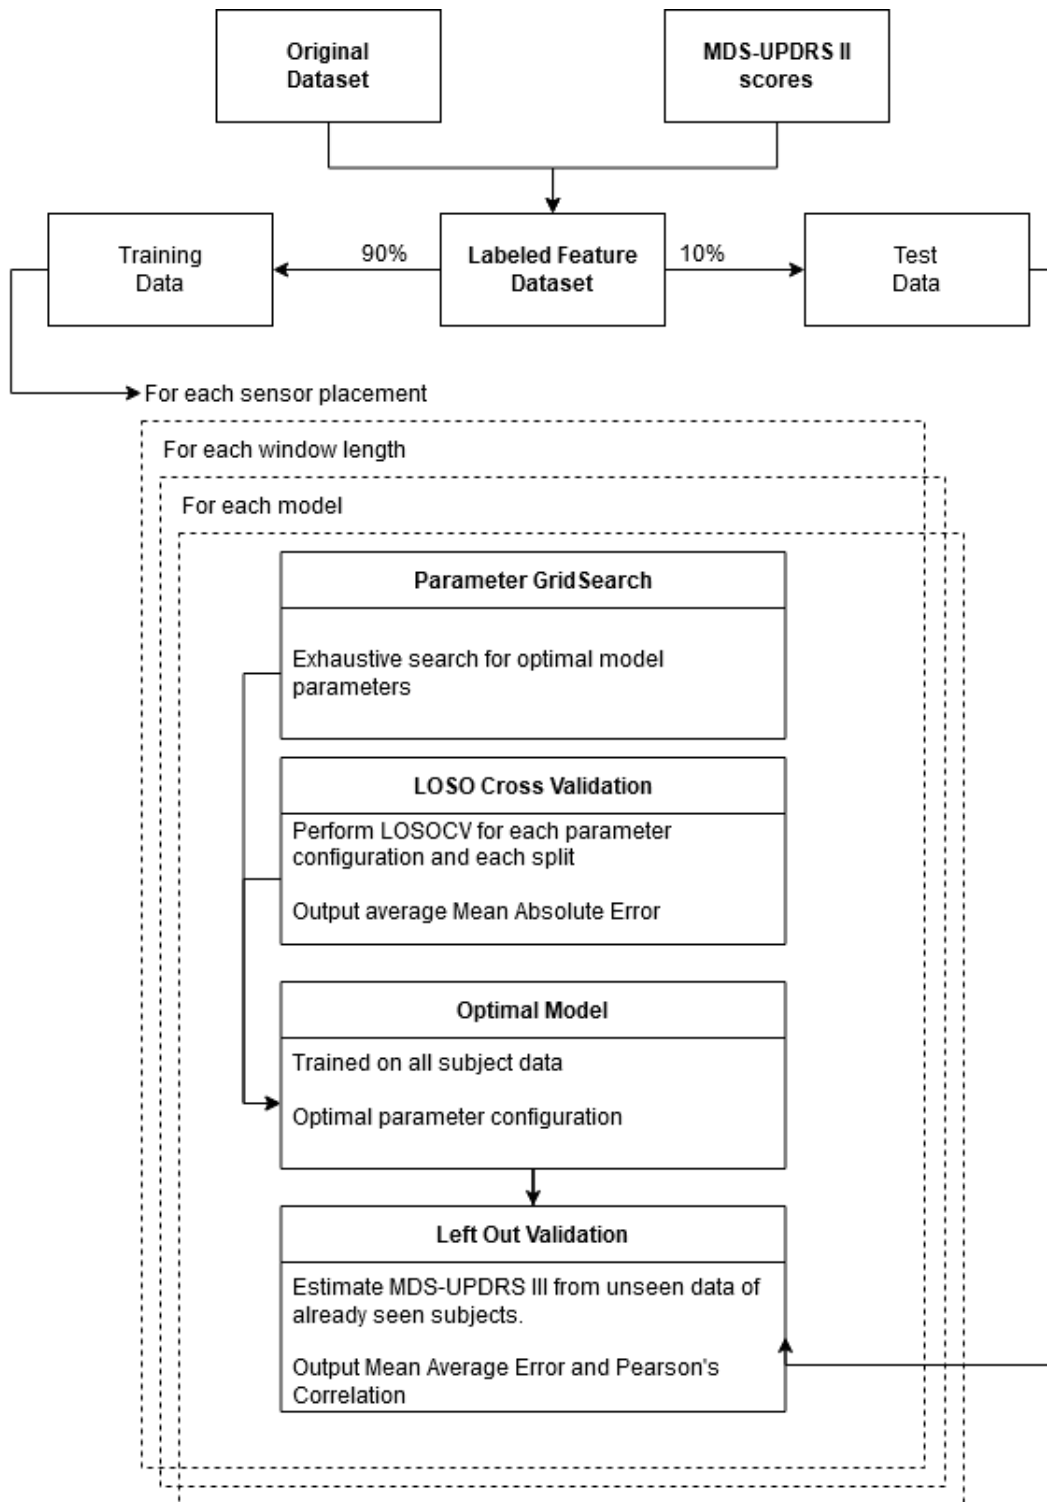 Original
Dataset
MDS-UPDRS II
scores
Training
Data
90%
Labeled Feature
Dataset
10%
Test
Data
For each sensor placement
For each window length
For each model
Parameter GridSearch
Exhaustive search for optimal model
parameters
LOSO Cross Validation
Perform LOSOCV for each parameter
configuration and each split
Output average Mean Absolute Error
Optimal Model
Trained on all subject data
Optimal parameter configuration
Left Out Validation
Estimate MDS-UPDRS III from unseen data of
already seen subjects.
Output Mean Average Error and Pearson's
Correlation